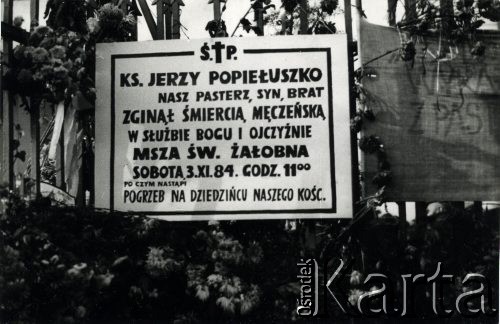 Ś.†P.
KS. JERZY POPIEŁUSZKO
NASZ PASTERZ, SYN, BRAT
ZGINĄŁ ŚMIERCIĄ MĘCZEŃSKĄ
W SŁUŻBIE BOGU I OJCZYŹNIE
MSZA ŚW. ŻAŁOBNA
SOBOTA 3.XI.84. GODZ. 11⁰⁰
PO CZYM NASTĄPI
POGRZEB NA DZIEDZIŃCU NASZEGO KOŚC.
Ośrodek
Karta